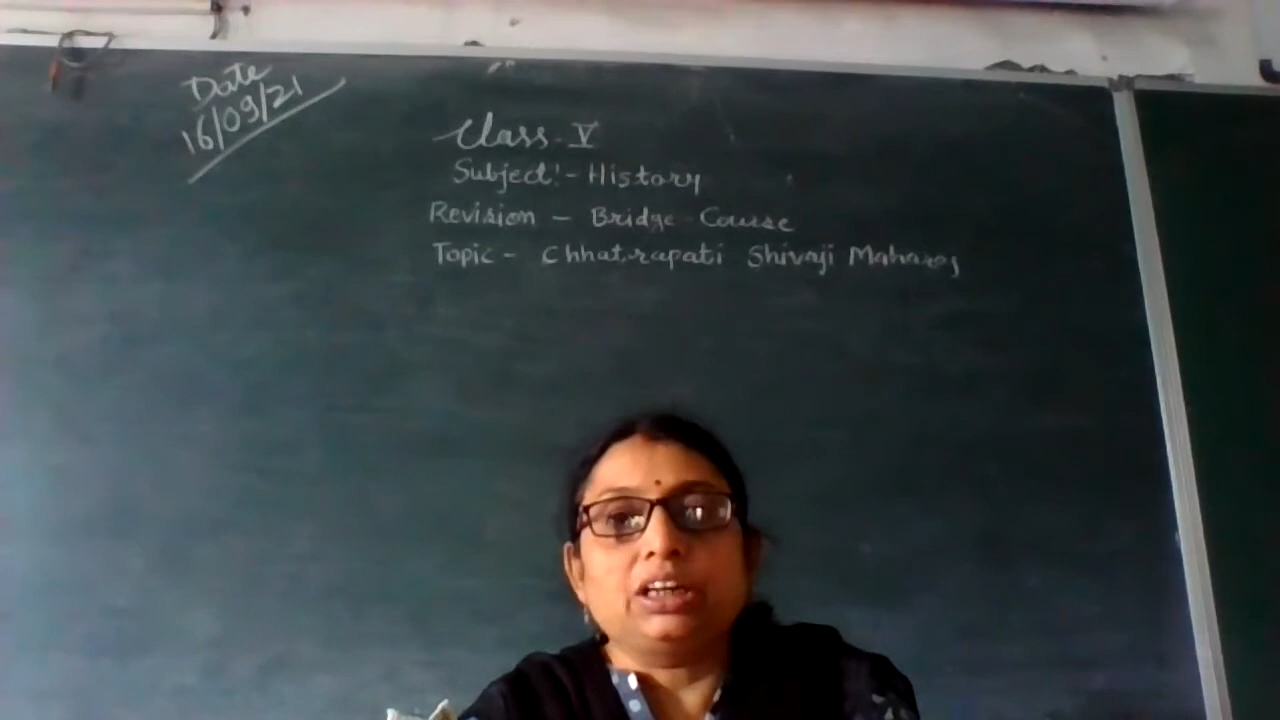 Date
16/09/21
Class - V
Subject:- History
Revision - Bridge Course
Topic - Chhatrapati Shivaji Maharaj